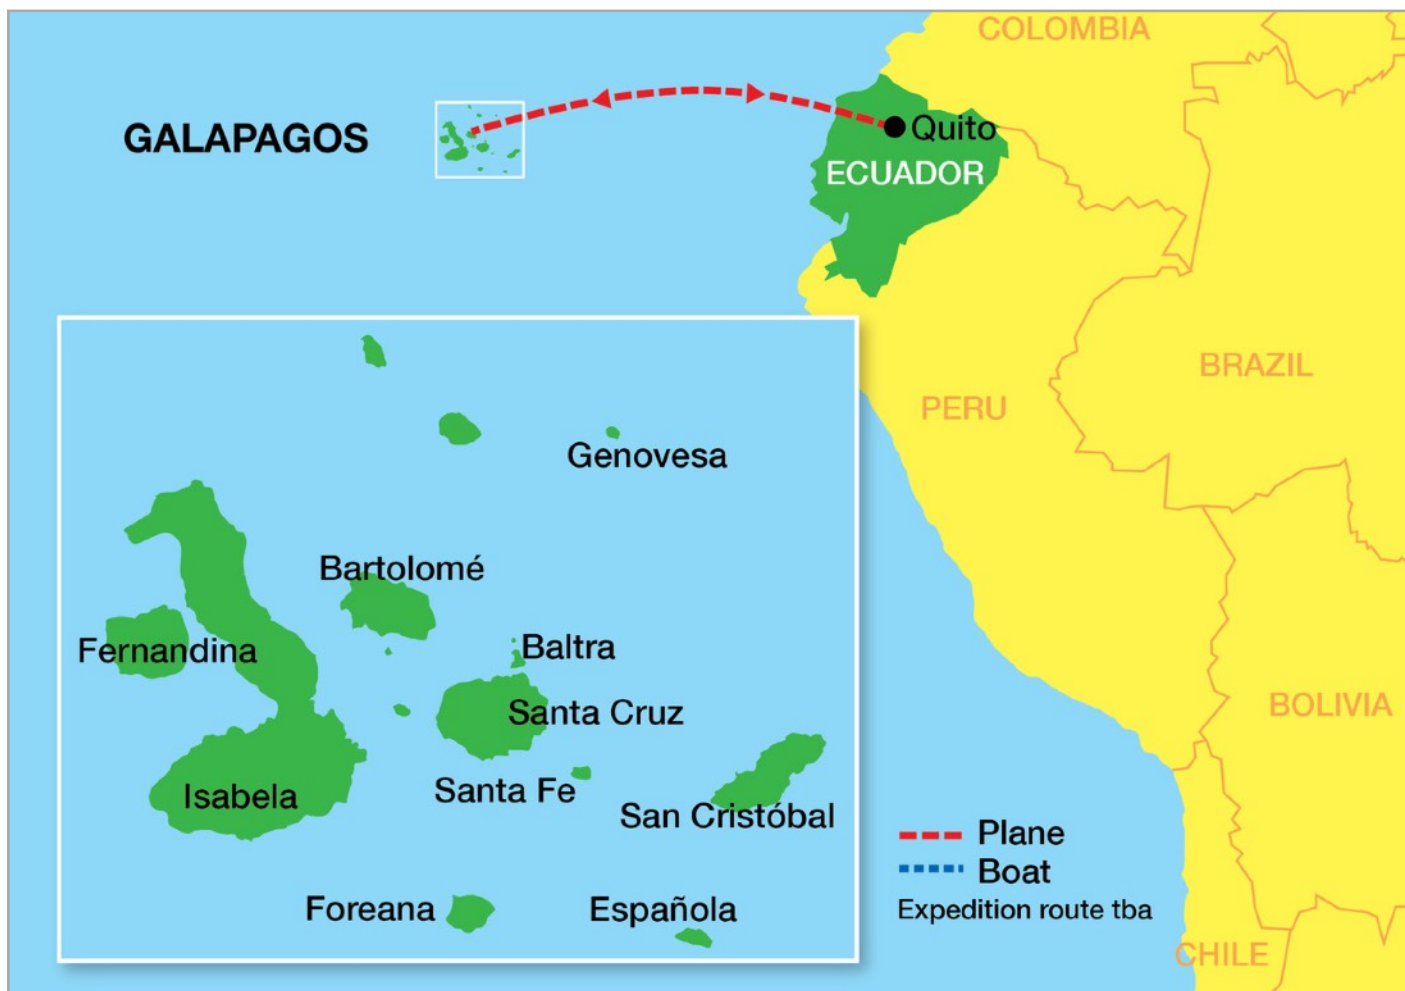 COLOMBIA
GALAPAGOS
Quito
ECUADOR
BRAZIL
PERU
Genovesa
Bartolomé
Fernandina
Baltra
Santa Cruz
BOLIVIA
Isabela
Santa Fe
San Cristóbal
Plane
Boat
Foreana
Española
Expedition route tba
CHILE